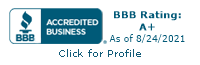 BBB
ACCREDITED
BUSINESS
BBB Rating:
A+
As of 8/24/2021
Click for Profile